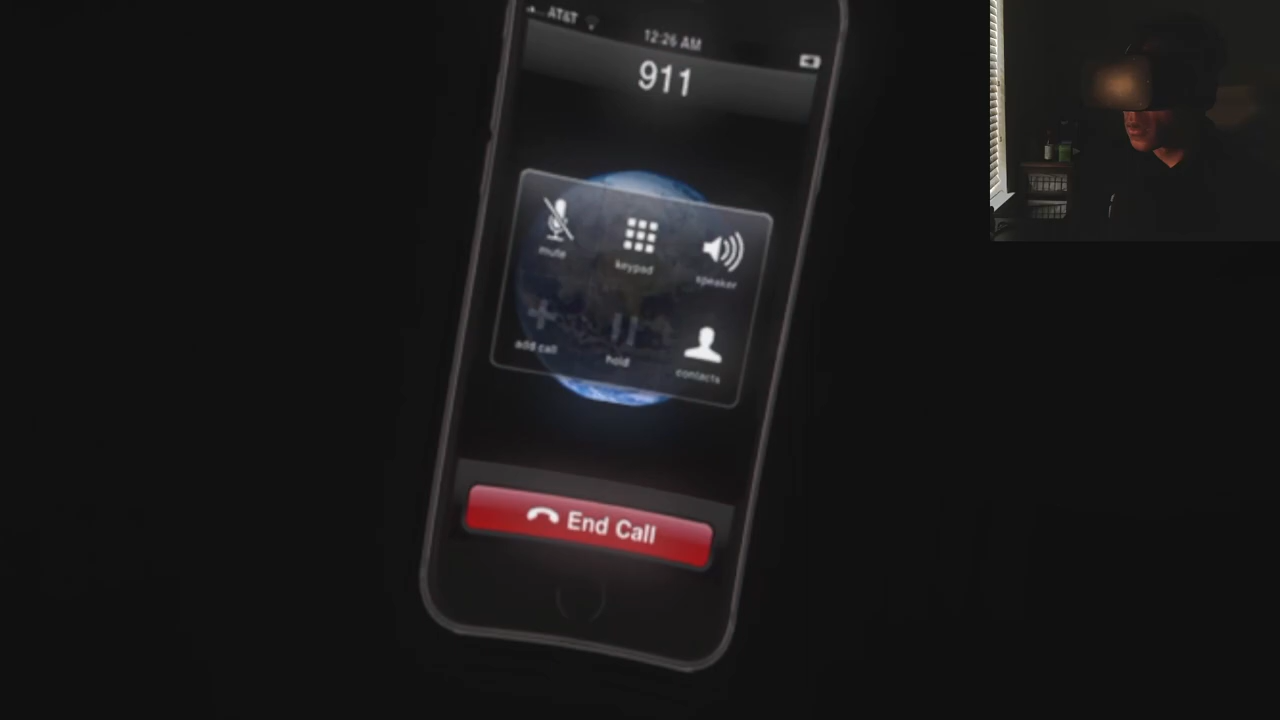 AT&T
12:26 AM
911
mute
keypad
speaker
add call
hold
contacts
End Call